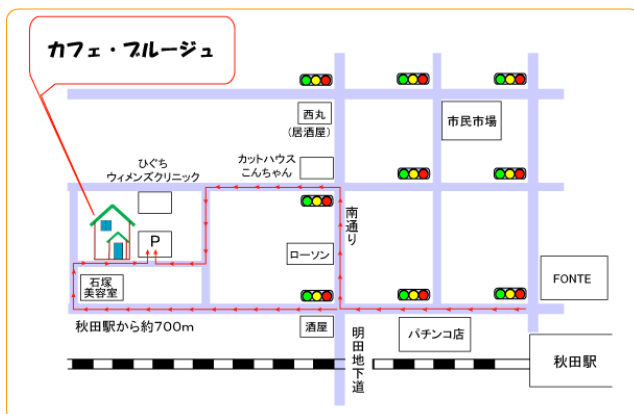 カフェ・ブルージュ
西丸
(居酒屋)
市民市場
ひぐち
ウィメンズクリニック
カットハウス
こんちゃん
南通り
P
ローソン
石塚
美容室
FONTE
秋田駅から約700m
酒屋
明田地下道
パチンコ店
秋田駅